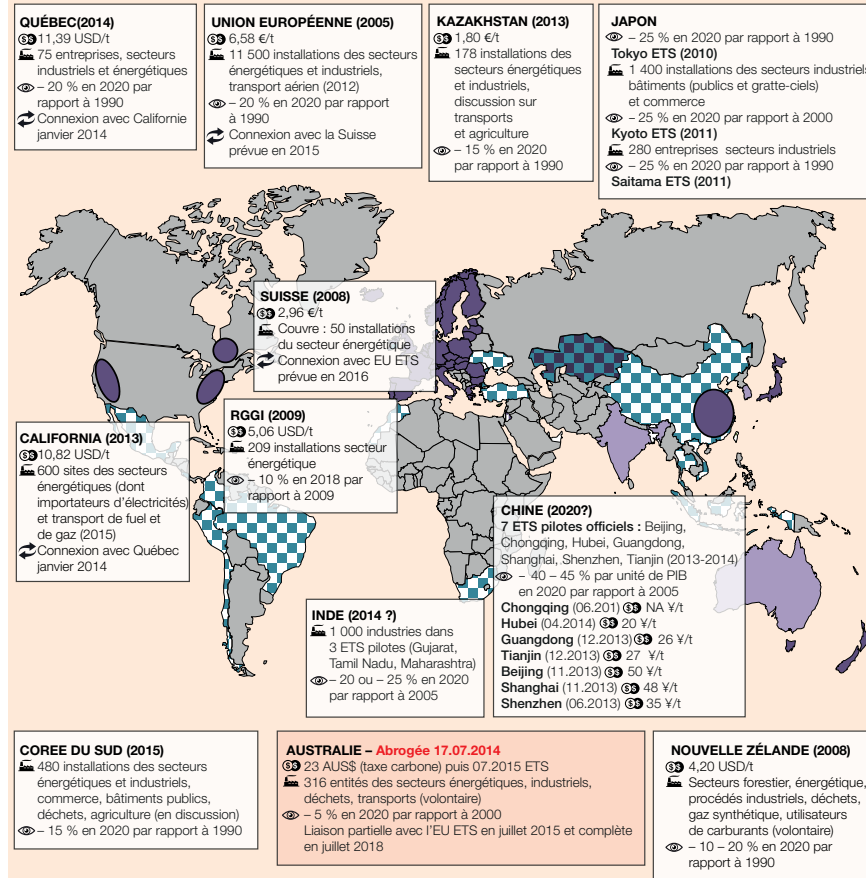 QUÉBEC(2014)
11,39 USD/t
75 entreprises, secteurs
industriels et énergétiques
– 20 % en 2020 par
rapport à 1990
Connexion avec Californie
janvier 2014
UNION EUROPÉENNE (2005)
6,58 €/t
11 500 installations des secteurs
énergétiques et industriels,
transport aérien (2012)
– 20 % en 2020 par rapport
à 1990
Connexion avec la Suisse
prévue en 2015
KAZAKHSTAN (2013)
1,80 €/t
178 installations des
secteurs énergétiques
et industriels,
discussion sur
transports
et agriculture
– 15 % en 2020
par rapport à 1990
JAPON
– 25 % en 2020 par rapport à 1990
Tokyo ETS (2010)
1 400 installations des secteurs industriels
bâtiments (publics et gratte-ciels)
et commerce
– 25 % en 2020 par rapport à 2000
Kyoto ETS (2011)
280 entreprises secteurs industriels
– 25 % en 2020 par rapport à 1990
Saitama ETS (2011)
SUISSE (2008)
2,96 €/t
Couvre : 50 installations
du secteur énergétique
Connexion avec EU ETS
prévue en 2016
RGGI (2009)
5,06 USD/t
209 installations secteur
énergétique
– 10 % en 2018 par
rapport à 2009
CALIFORNIA (2013)
10,82 USD/t
600 sites des secteurs
énergétiques (dont
importateurs d'électricités)
et transport de fuel et
de gaz (2015)
Connexion avec Québec
janvier 2014
CHINE (2020?)
7 ETS pilotes officiels : Beijing,
Chongqing, Hubei, Guangdong,
Shanghai, Shenzhen, Tianjin (2013-2014)
– 40 – 45 % par unité de PIB
en 2020 par rapport à 2005
Chongqing (06.201) NA ¥/t
Hubei (04.2014) 20 ¥/t
Guangdong (12.2013) 26 ¥/t
Tianjin (12.2013) 27 ¥/t
Beijing (11.2013) 50 ¥/t
Shanghai (11.2013) 48 ¥/t
Shenzhen (06.2013) 35 ¥/t
INDE (2014 ?)
1 000 industries dans
3 ETS pilotes (Gujarat,
Tamil Nadu, Maharashtra)
– 20 ou – 25 % en 2020
par rapport à 2005
COREE DU SUD (2015)
480 installations des secteurs
énergétiques et industriels,
commerce, bâtiments publics,
déchets, agriculture (en discussion)
– 15 % en 2020 par rapport à 1990
AUSTRALIE – Abrogée 17.07.2014
23 AUS$ (taxe carbone) puis 07.2015 ETS
316 entités des secteurs énergétiques, industriels,
déchets, transports (volontaire)
– 5 % en 2020 par rapport à 2000
Liaison partielle avec l'EU ETS en juillet 2015 et complète
en juillet 2018
NOUVELLE ZÉLANDE (2008)
4,20 USD/t
Secteurs forestier, énergétique,
procédés industriels, déchets,
gaz synthétique, utilisateurs
de carburants (volontaire)
– 10 – 20 % en 2020 par
rapport à 1990